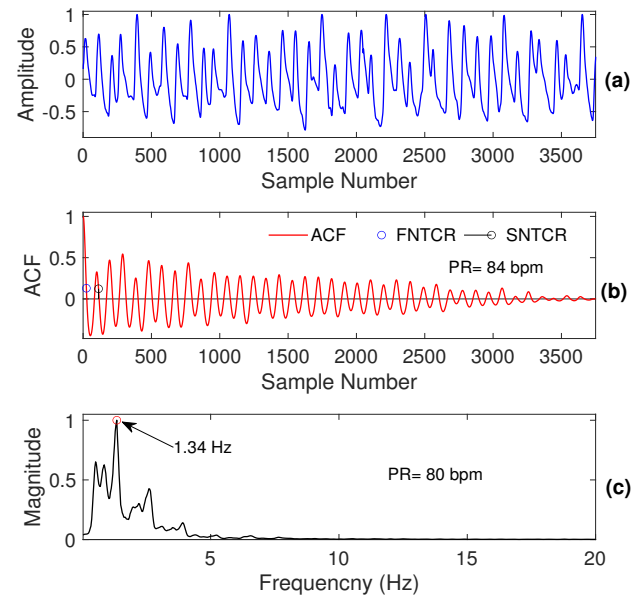 1
0.5
0
-0.5
Amplitude
0 500 1000 1500 2000 2500 3000 3500
Sample Number
(a)
1
0.5
0
ACF
ACF FNTCR SNTCR
PR= 84 bpm
0 500 1000 1500 2000 2500 3000 3500
Sample Number
(b)
1
0.5
0
Magnitude
1.34 Hz
PR= 80 bpm
5 10 15 20
Frequencny (Hz)
(c)